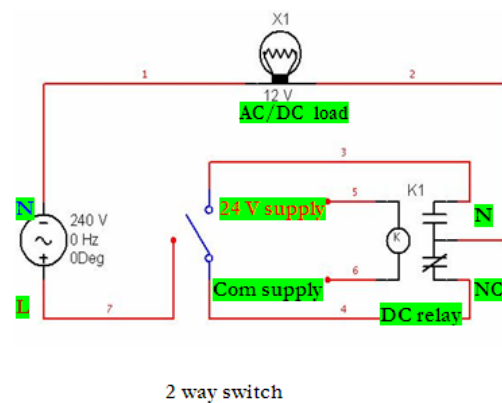 X1
1
2
12 V
AC/DC load
3
N
24 V supply
5
K1
240 V
0 Hz
0Deg
K
N
L
7
Com supply
6
4
DC relay
NC
2 way switch